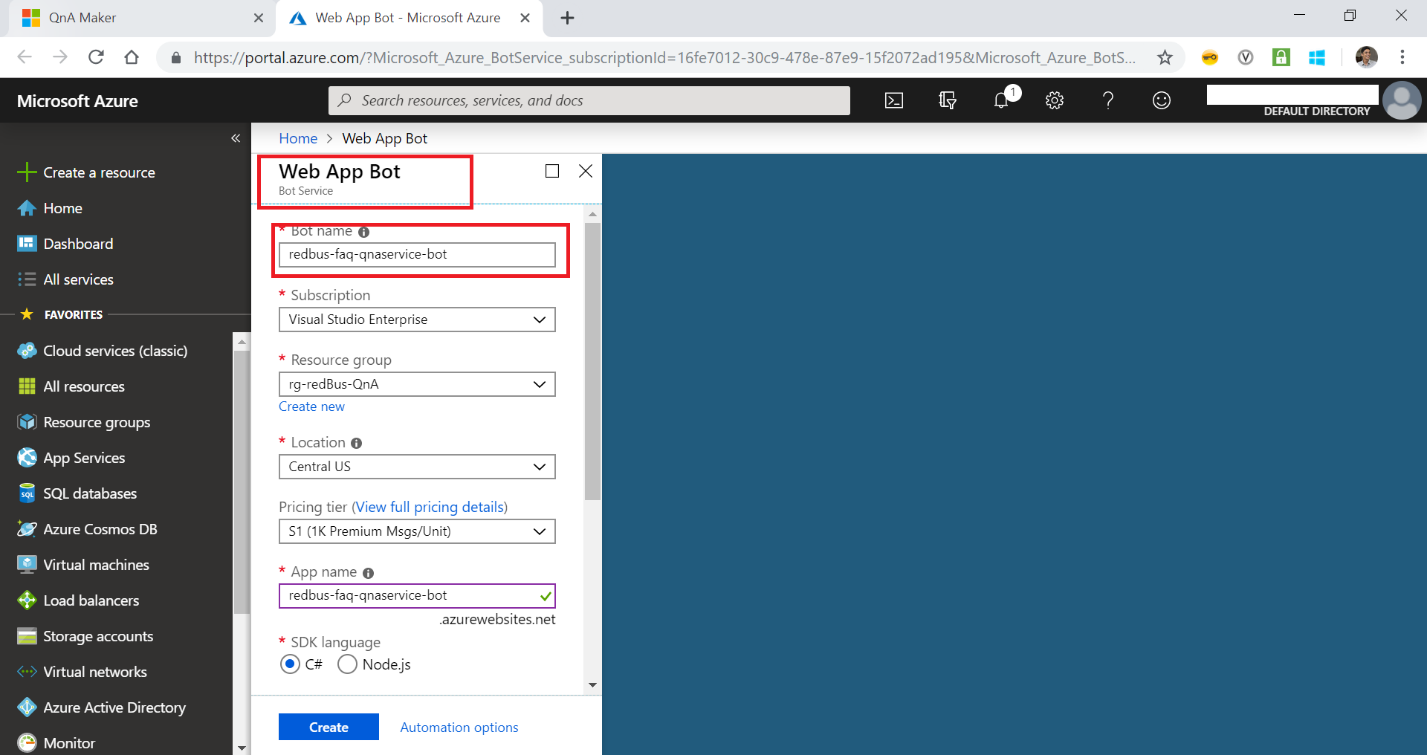 QnA Maker
Web App Bot - Microsoft Azure
https://portal.azure.com/?Microsoft_Azure_BotService_subscriptionId=16fe7012-30c9-478e-87e9-15f2072ad195&Microsoft_Azure_BotS...
Microsoft Azure
Search resources, services, and docs
1
DEFAULT DIRECTORY
Home > Web App Bot
Create a resource
Home
Dashboard
All services
FAVORITES
Cloud services (classic)
All resources
Resource groups
App Services
SQL databases
Azure Cosmos DB
Virtual machines
Load balancers
Storage accounts
Virtual networks
Azure Active Directory
Monitor
Web App Bot
Bot Service
* Bot name
redbus-faq-qnaservice-bot
* Subscription
Visual Studio Enterprise
* Resource group
rg-redBus-QnA
Create new
* Location
Central US
Pricing tier (View full pricing details)
S1 (1K Premium Msgs/Unit)
* App name
redbus-faq-qnaservice-bot
.azurewebsites.net
* SDK language
C# Node.js
Create Automation options